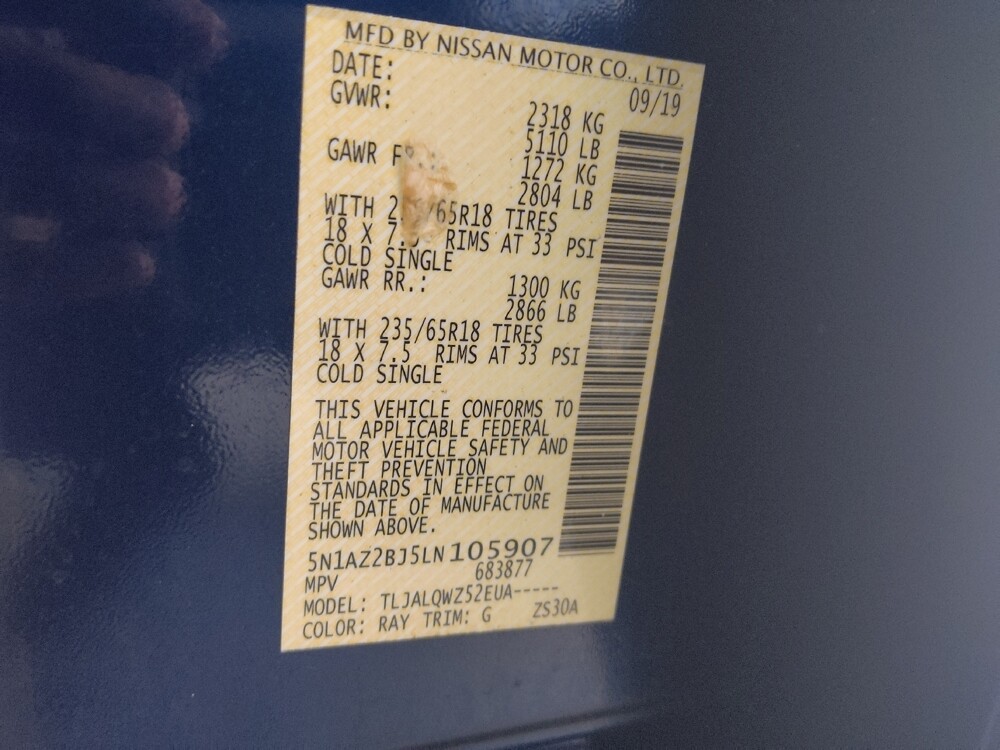 MFD BY NISSAN MOTOR CO., LTD.
DATE: 09/19
GVWR: 2318 KG
5110 LB
GAWR 1272 KG
2804 LB
WITH TIRES
18 X RIMS AT 33 PSI
COLD SINGLE
GAWR RR.: 1300 KG
2866 LB
WITH 235/65R18 TIRES
18 X 7.5 RIMS AT 33 PSI
COLD SINGLE
THIS VEHICLE CONFORMS TO
ALL APPLICABLE FEDERAL
MOTOR VEHICLE SAFETY AND
THEFT PREVENTION
STANDARDS IN EFFECT ON
THE DATE OF MANUFACTURE
SHOWN ABOVE.
5N1AZ2BJ5LN105907
MPV 683877
MODEL: TLJALQWZ52EUA-----
COLOR: RAY TRIM: G ZS30A